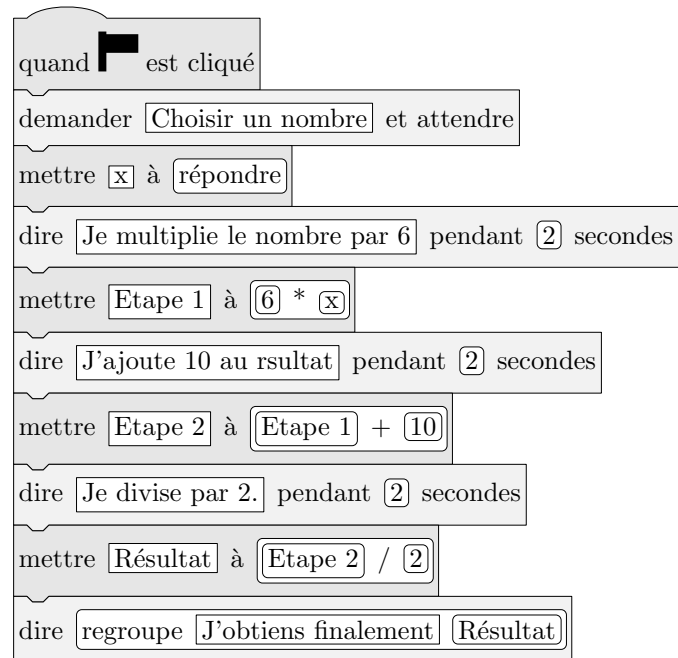 quand est cliqué
demander Choisir un nombre et attendre
mettre x à répondre
dire Je multiplie le nombre par 6 pendant 2 secondes
mettre Etape 1 à 6 * x
dire J'ajoute 10 au rsultat pendant 2 secondes
mettre Etape 2 à Etape 1 + 10
dire Je divise par 2. pendant 2 secondes
mettre Résultat à Etape 2 / 2
dire regroupe J'obtiens finalement Résultat